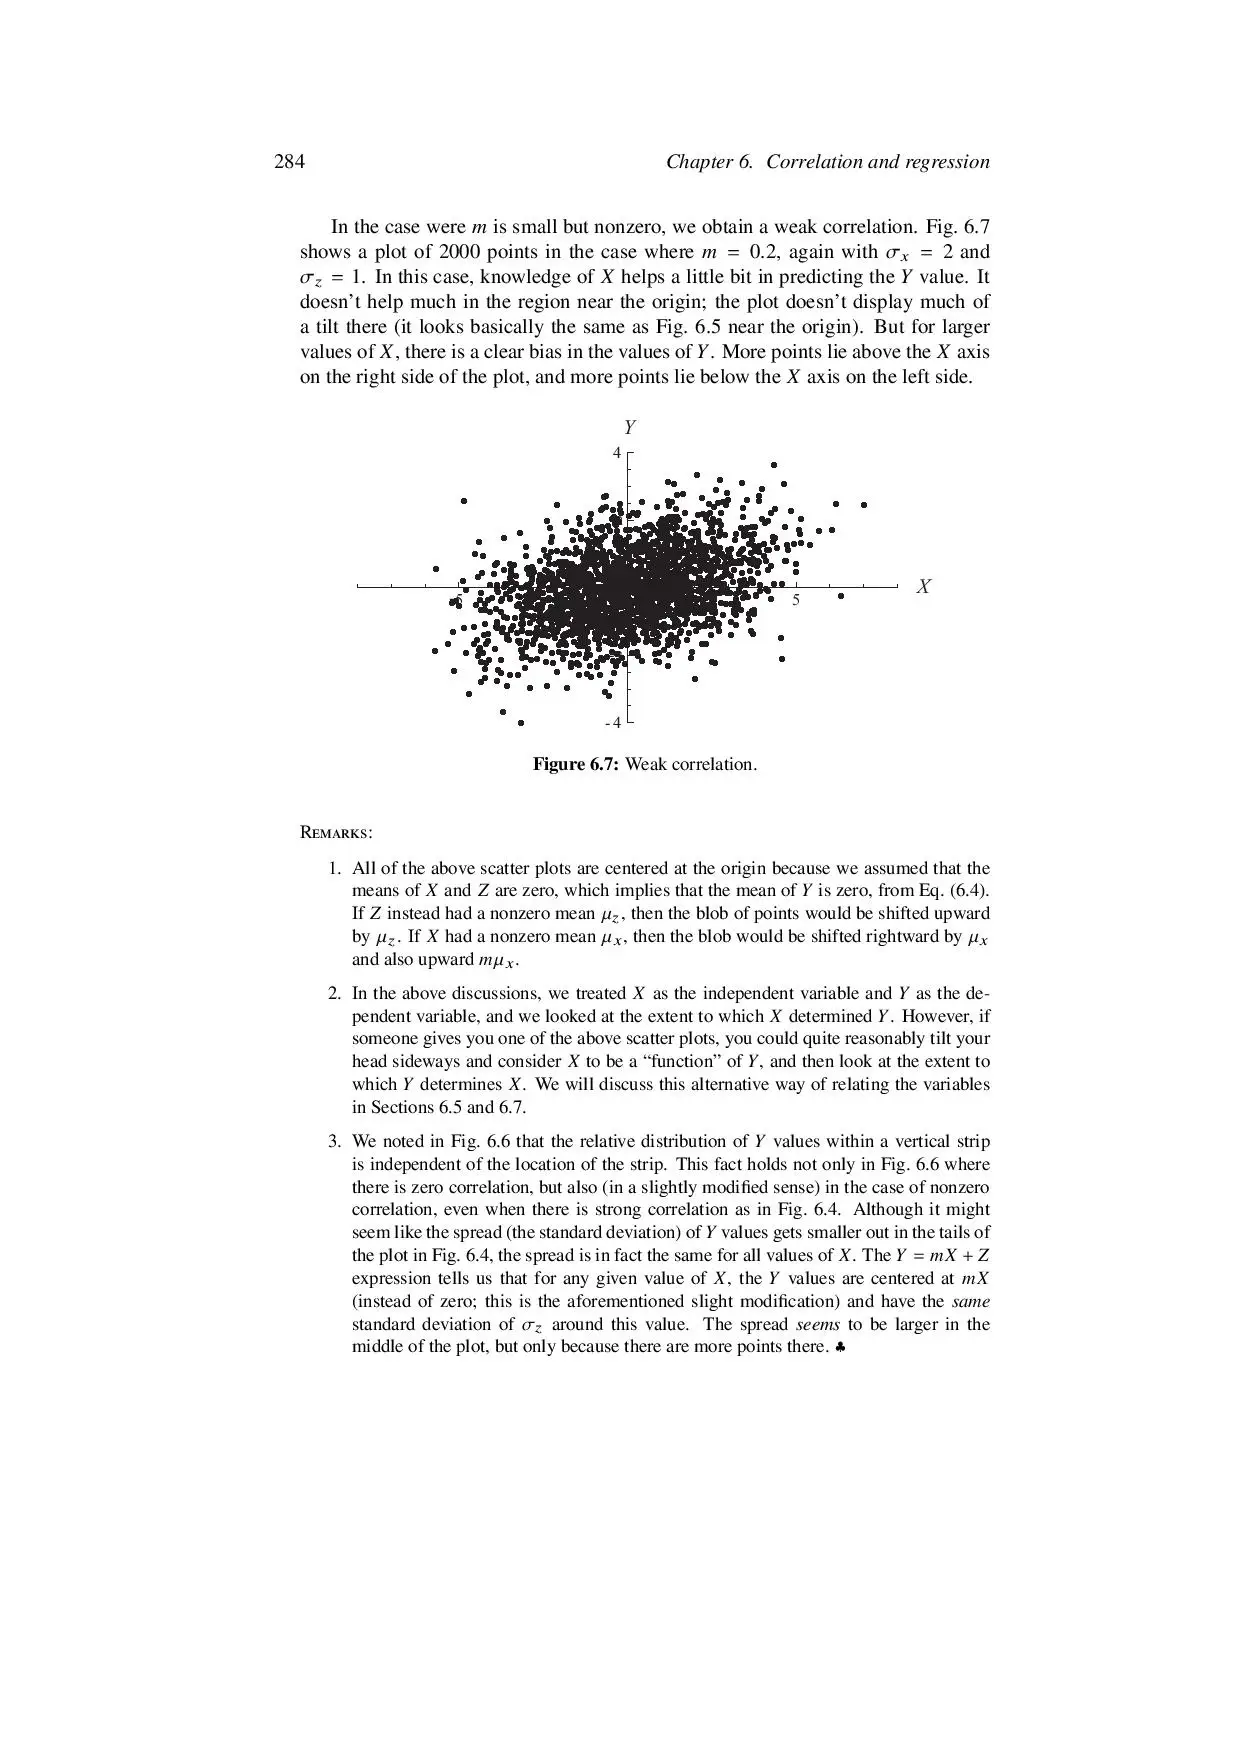 284 Chapter 6. Correlation and regression
In the case were m is small but nonzero, we obtain a weak correlation. Fig. 6.7
shows a plot of 2000 points in the case where m = 0.2, again with σx = 2 and
σz = 1. In this case, knowledge of X helps a little bit in predicting the Y value. It
doesn't help much in the region near the origin; the plot doesn't display much of
a tilt there (it looks basically the same as Fig. 6.5 near the origin). But for larger
values of X, there is a clear bias in the values of Y. More points lie above the X axis
on the right side of the plot, and more points lie below the X axis on the left side.
Y
4
X
5
-4
Figure 6.7: Weak correlation.
Remarks:
1. All of the above scatter plots are centered at the origin because we assumed that the
means of X and Z are zero, which implies that the mean of Y is zero, from Eq. (6.4).
If Z instead had a nonzero mean μz, then the blob of points would be shifted upward
by μz. If X had a nonzero mean μx, then the blob would be shifted rightward by μx
and also upward mμx.
2. In the above discussions, we treated X as the independent variable and Y as the de-
pendent variable, and we looked at the extent to which X determined Y. However, if
someone gives you one of the above scatter plots, you could quite reasonably tilt your
head sideways and consider X to be a “function” of Y, and then look at the extent to
which Y determines X. We will discuss this alternative way of relating the variables
in Sections 6.5 and 6.7.
3. We noted in Fig. 6.6 that the relative distribution of Y values within a vertical strip
is independent of the location of the strip. This fact holds not only in Fig. 6.6 where
there is zero correlation, but also (in a slightly modified sense) in the case of nonzero
correlation, even when there is strong correlation as in Fig. 6.4. Although it might
seem like the spread (the standard deviation) of Y values gets smaller out in the tails of
the plot in Fig. 6.4, the spread is in fact the same for all values of X. The Y = mX + Z
expression tells us that for any given value of X, the Y values are centered at mX
(instead of zero; this is the aforementioned slight modification) and have the same
standard deviation of σz around this value. The spread seems to be larger in the
middle of the plot, but only because there are more points there. ♣